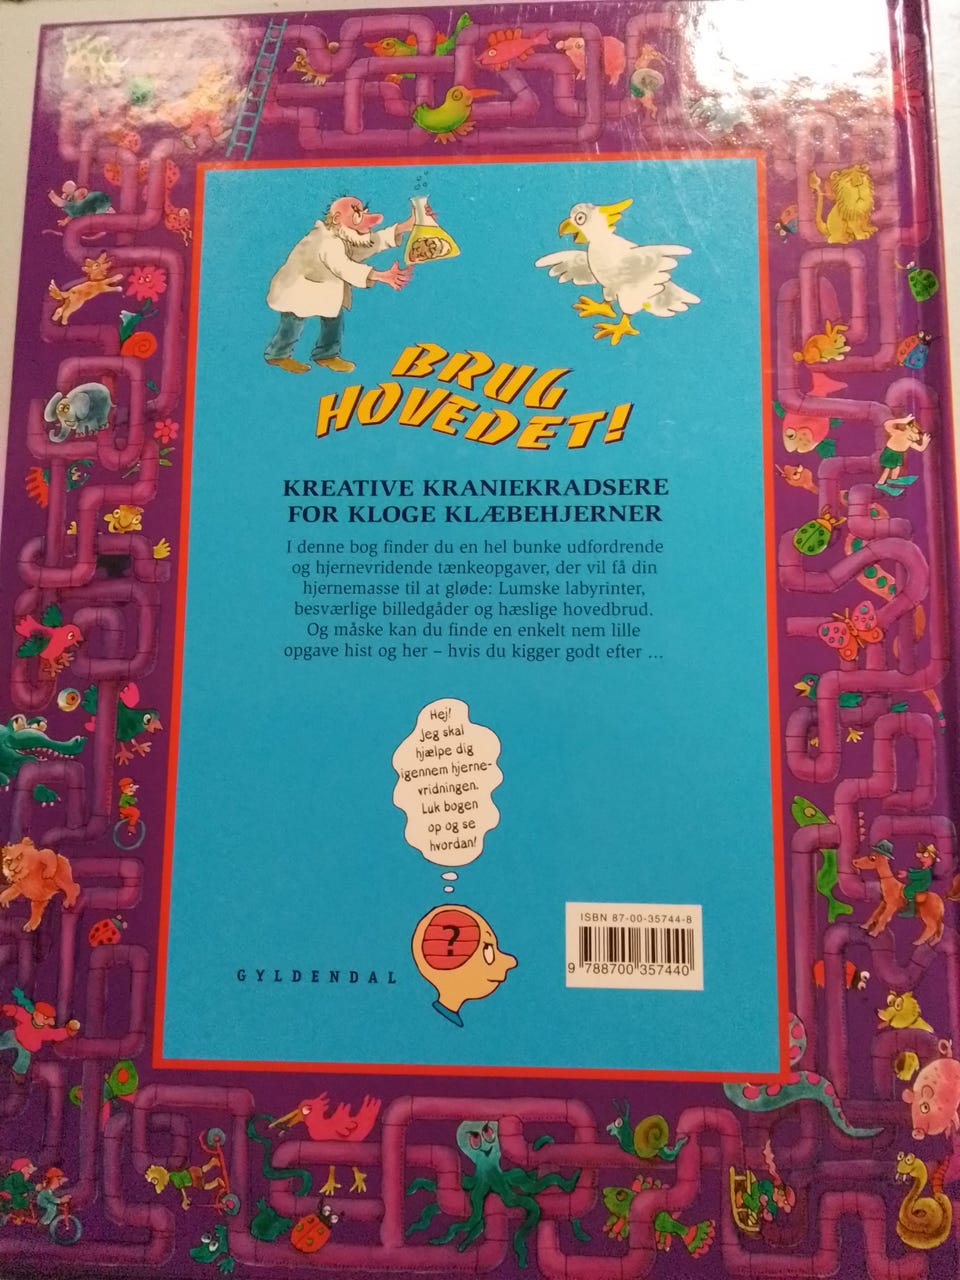 BRUG
HOVEDET!
KREATIVE KRANIEKRADSERE
FOR KLOGE KLÆBEHJERNER
I denne bog finder du en hel bunke udfordrende
og hjernevridende tænkeopgaver, der vil få din
hjernemasse til at gløde: Lumske labyrinter,
besværlige billedgåder og hæslige hovedbrud.
Og måske kan du finde en enkelt nem lille
opgave hist og her – hvis du kigger godt efter ...
Hej!
Jeg skal
hjælpe dig
igennem hjerne-
vridningen.
Luk bogen
op og se
hvordan!
?
GYLDENDAL
ISBN 87-00-35744-8
9 788700 357440